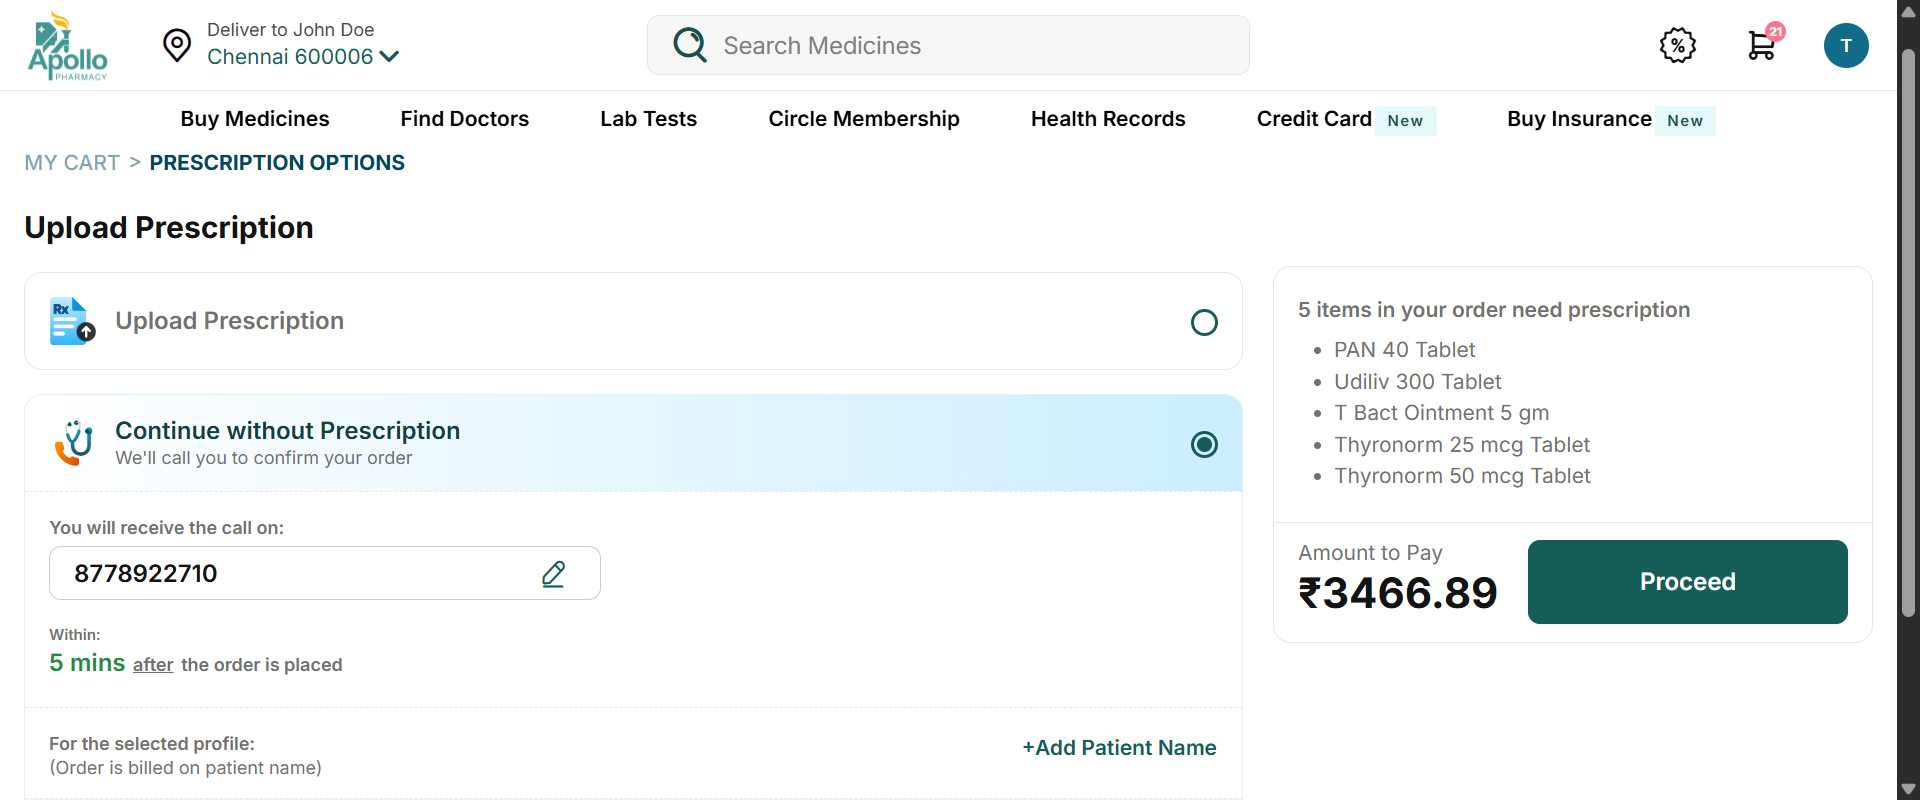 Apollo
PHARMACY
Deliver to John Doe
Chennai 600006
Search Medicines
%
21
T
Buy Medicines
Find Doctors
Lab Tests
Circle Membership
Health Records
Credit Card New
Buy Insurance New
MY CART > PRESCRIPTION OPTIONS
Upload Prescription
Rx
Upload Prescription
Continue without Prescription
We'll call you to confirm your order
You will receive the call on:
8778922710
Within:
5 mins after the order is placed
For the selected profile:
(Order is billed on patient name)
+Add Patient Name
5 items in your order need prescription
• PAN 40 Tablet
• Udiliv 300 Tablet
• T Bact Ointment 5 gm
• Thyronorm 25 mcg Tablet
• Thyronorm 50 mcg Tablet
Amount to Pay
₹3466.89
Proceed